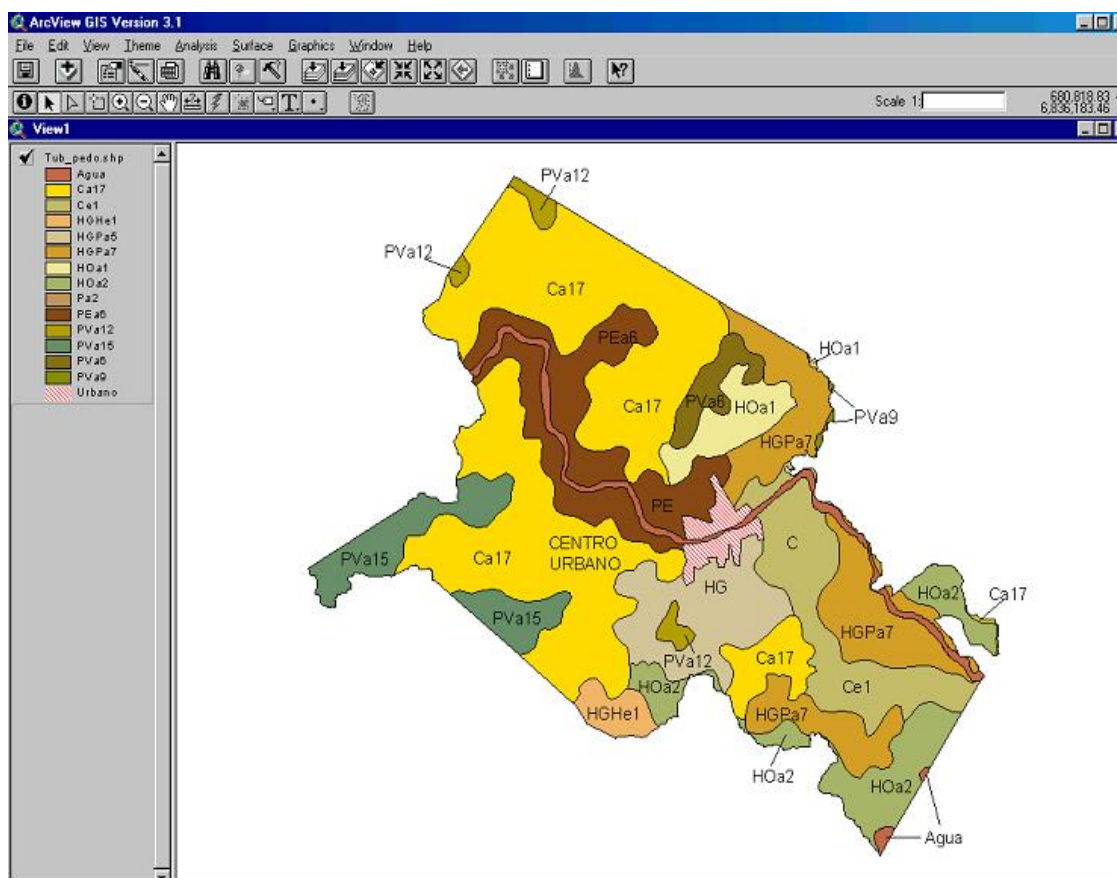 ArcView GIS Version 3.1
File Edit View Theme Analysis Surface Graphics Window Help
Scale 1:
680,818.83
6,836,183.46
View1
Tub_pedo.shp
Agua
Ca17
Ce1
HGHe1
HGPa5
HGPa7
HOa1
HOa2
Pa2
PEa6
PVa12
PVa15
PVa6
PVa9
Urbano
PVa12
PVa12
Ca17
PEa6
HOa1
Ca17
PVa6
HOa1
PVa9
HGPa7
PE
CENTRO
URBANO
C
PVa15
Ca17
HG
HOa2
Ca17
PVa15
HGPa7
PVa12
Ca17
HOa2
Ce1
HGHe1
HGPa7
HOa2
HOa2
Agua